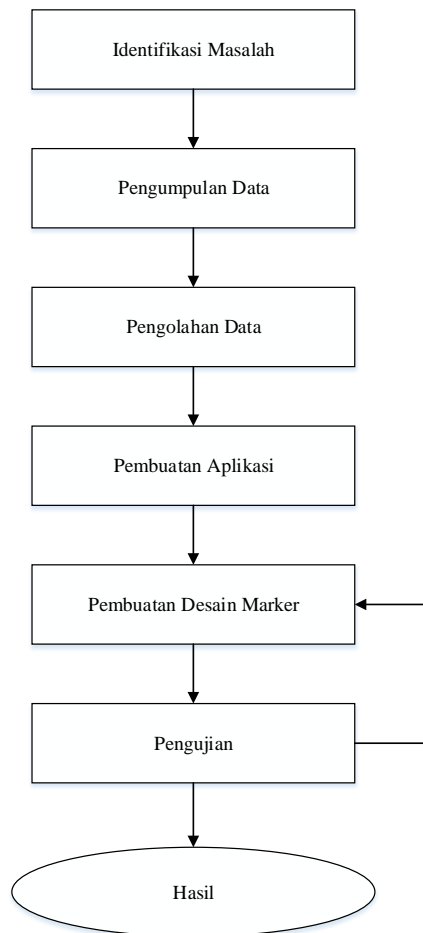 Identifikasi Masalah
Pengumpulan Data
Pengolahan Data
Pembuatan Aplikasi
Pembuatan Desain Marker
Pengujian
Hasil